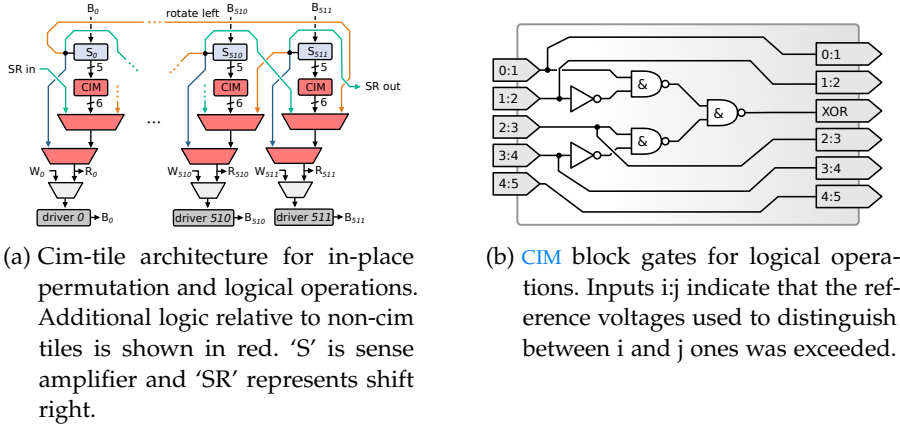 B0 rotate left B510 B511
S0 S510 S511
SR in 5 5 5 SR out
CIM CIM CIM
6 6 6
...
W0 R0 W510 R510 W511 R511
driver 0 B0 driver 510 B510 driver 511 B511
(a) Cim-tile architecture for in-place
permutation and logical operations.
Additional logic relative to non-cim
tiles is shown in red. ‘S’ is sense
amplifier and ‘SR’ represents shift
right.
0:1 0:1
1:2 & 1:2
& XOR
2:3 & 2:3
3:4 3:4
4:5 4:5
(b) CIM block gates for logical opera-
tions. Inputs i:j indicate that the ref-
erence voltages used to distinguish
between i and j ones was exceeded.